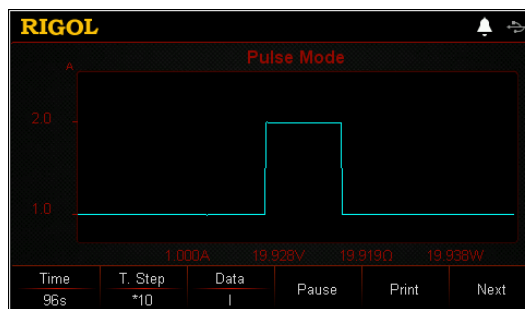 RIGOL
Pulse Mode
A
2.0
1.0
1.000A 19.928V 19.919Ω 19.938W
Time T. Step Data Pause Print Next
96s *10 I